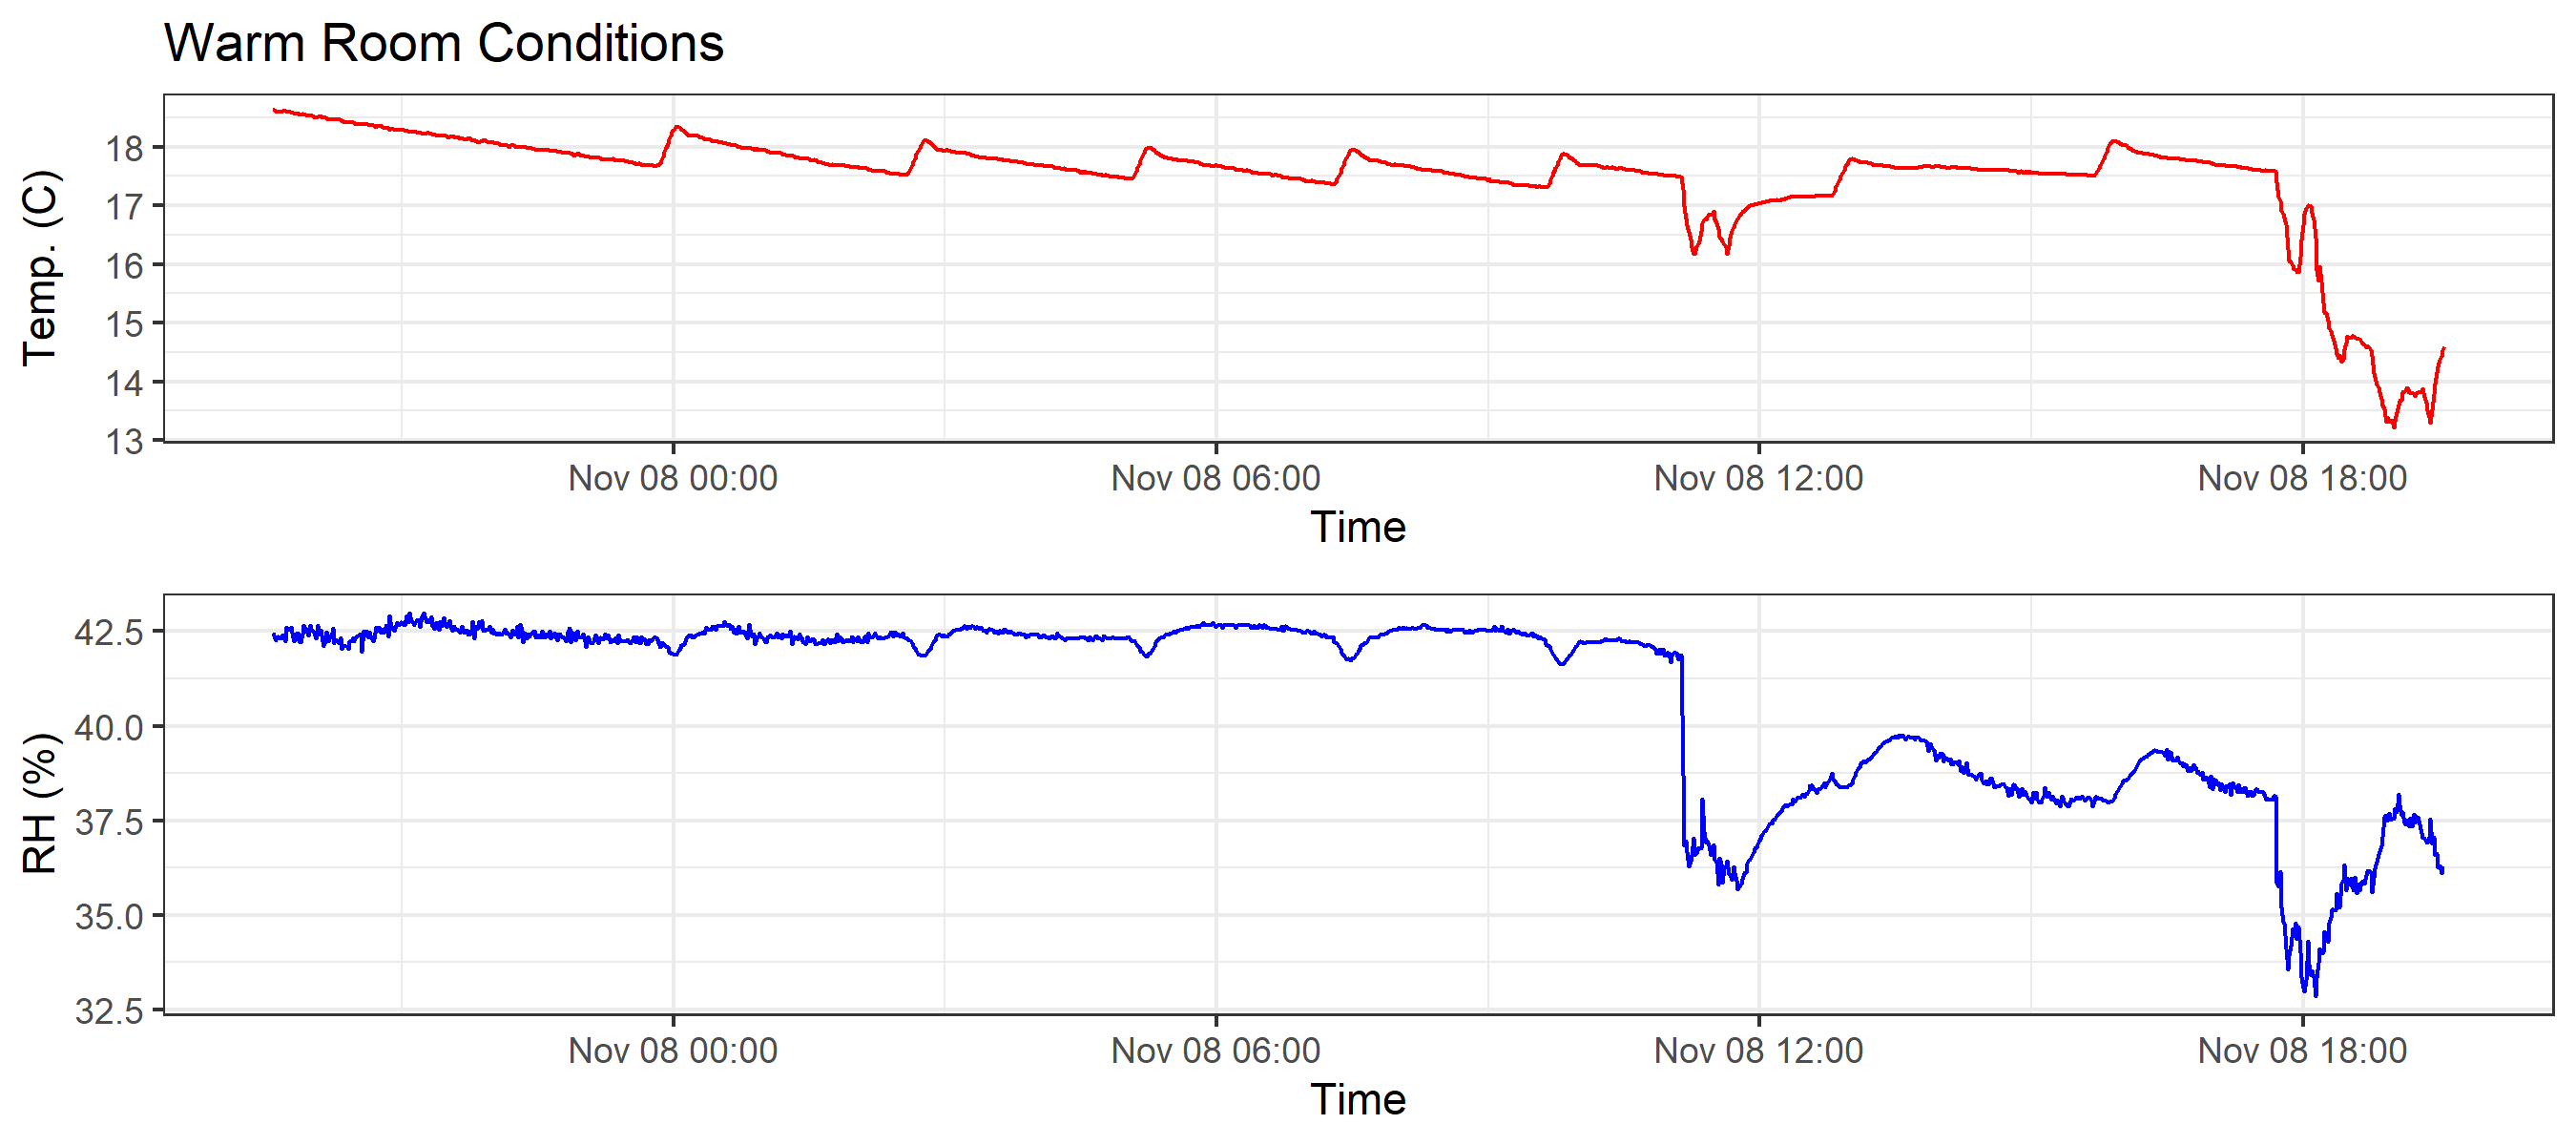 Warm Room Conditions
Temp. (C)
18
17
16
15
14
13
Nov 08 00:00 Nov 08 06:00 Nov 08 12:00 Nov 08 18:00
Time
RH (%)
42.5
40.0
37.5
35.0
32.5
Nov 08 00:00 Nov 08 06:00 Nov 08 12:00 Nov 08 18:00
Time